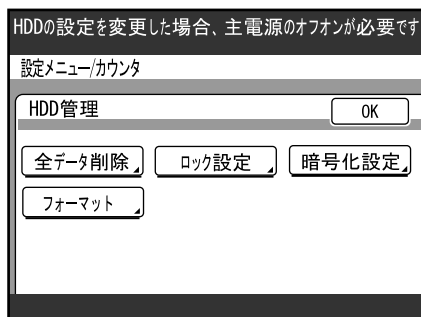 HDDの設定を変更した場合、主電源のオフオンが必要です
設定メニュー/カウンタ
HDD管理 OK
全データ削除 ロック設定 暗号化設定
フォーマット